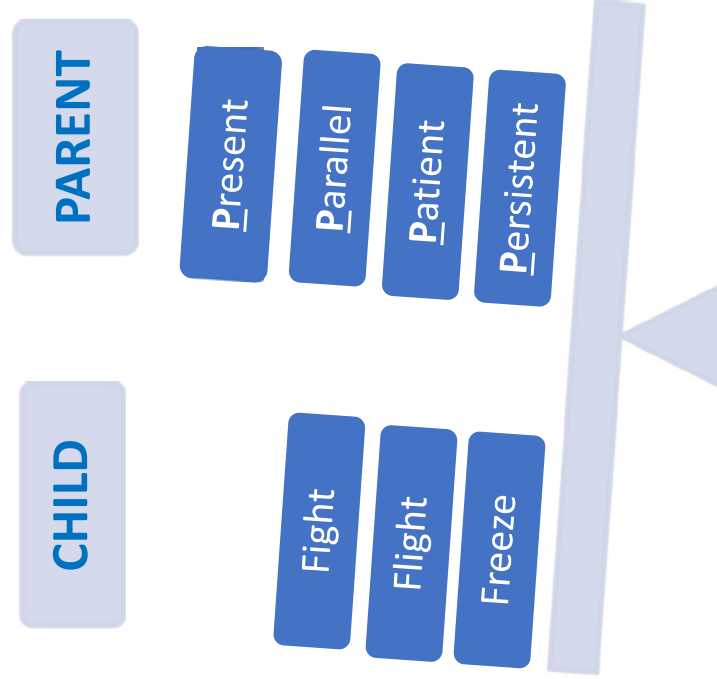 CHILD
PARENT
Fight
Flight
Freeze
Present
Parallel
Patient
Persistent